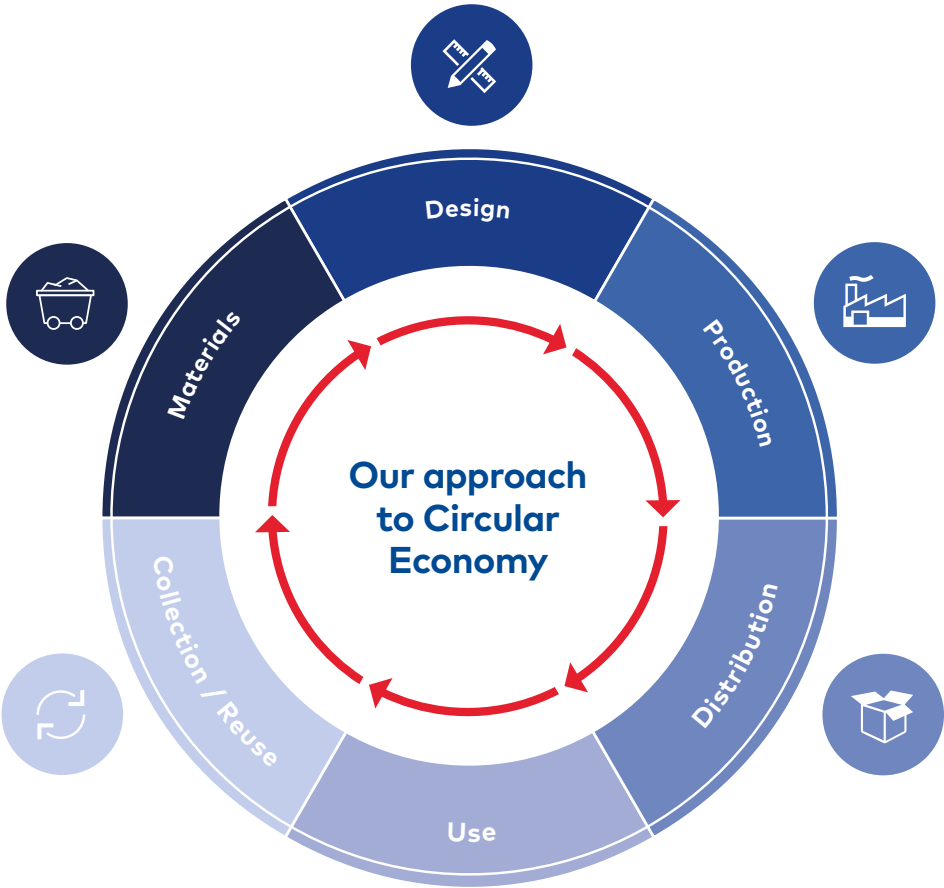 Design
Production
Distribution
Use
Collection / Reuse
Materials
Our approach
to Circular
Economy